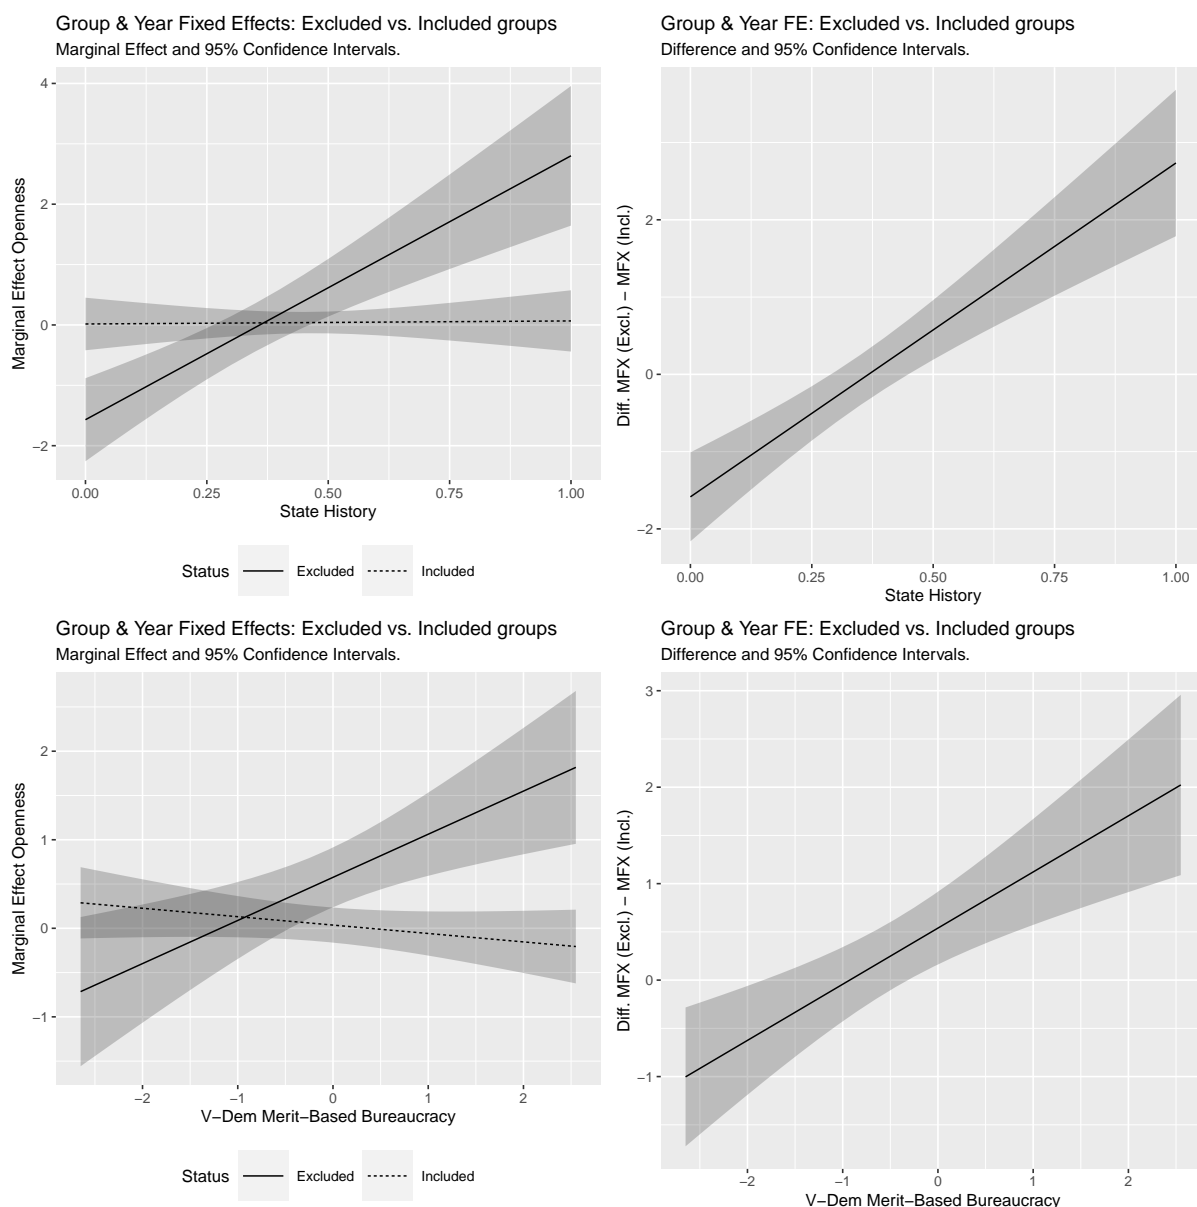 Group & Year Fixed Effects: Excluded vs. Included groups
Marginal Effect and 95% Confidence Intervals.
4
2
0
−2
Marginal Effect Openness
0.00 0.25 0.50 0.75 1.00
State History
Status Excluded Included
Group & Year FE: Excluded vs. Included groups
Difference and 95% Confidence Intervals.
2
0
−2
Diff. MFX (Excl.) − MFX (Incl.)
0.00 0.25 0.50 0.75 1.00
State History
Group & Year Fixed Effects: Excluded vs. Included groups
Marginal Effect and 95% Confidence Intervals.
2
1
0
−1
Marginal Effect Openness
−2 −1 0 1 2
V−Dem Merit−Based Bureaucracy
Status Excluded Included
Group & Year FE: Excluded vs. Included groups
Difference and 95% Confidence Intervals.
3
2
1
0
−1
Diff. MFX (Excl.) − MFX (Incl.)
−2 −1 0 1 2
V−Dem Merit−Based Bureaucracy